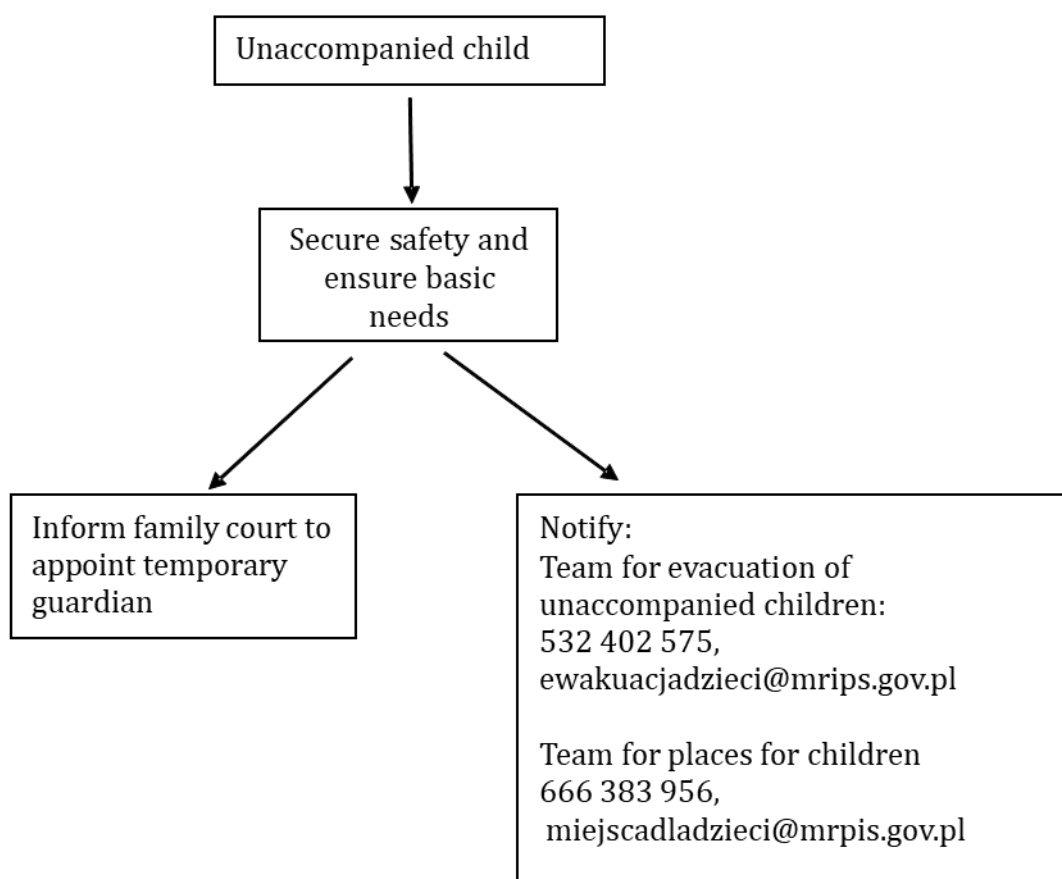 Unaccompanied child
Secure safety and
ensure basic
needs
Inform family court to
appoint temporary
guardian
Notify:
Team for evacuation of
unaccompanied children:
532 402 575,
ewakuacjadzieci@mrips.gov.pl
Team for places for children
666 383 956,
miejscadladzieci@mrpis.gov.pl